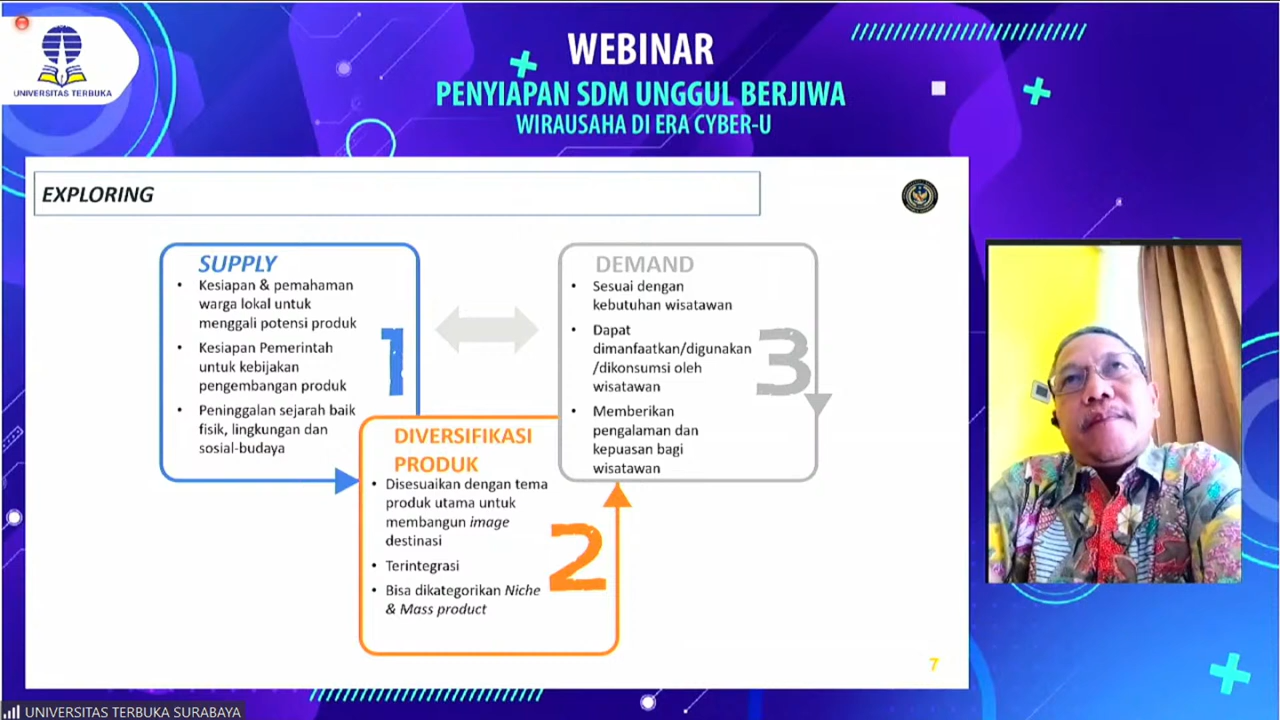 UNIVERSITAS TERBUKA
WEBINAR
PENYIAPAN SDM UNGGUL BERJIWA
WIRAUSAHA DI ERA CYBER-U
EXPLORING
SUPPLY
• Kesiapan & pemahaman
warga lokal untuk
menggali potensi produk
• Kesiapan Pemerintah
untuk kebijakan
pengembangan produk
• Peninggalan sejarah baik
fisik, lingkungan dan
sosial-budaya
1
DIVERSIFIKASI
PRODUK
• Disesuaikan dengan tema
produk utama untuk
membangun image
destinasi
• Terintegrasi
• Bisa dikategorikan Niche
& Mass product
2
DEMAND
• Sesuai dengan
kebutuhan wisatawan
• Dapat
dimanfaatkan/digunakan
/dikonsumsi oleh
wisatawan
• Memberikan
pengalaman dan
kepuasan bagi
wisatawan
3
7
UNIVERSITAS TERBUKA SURABAYA